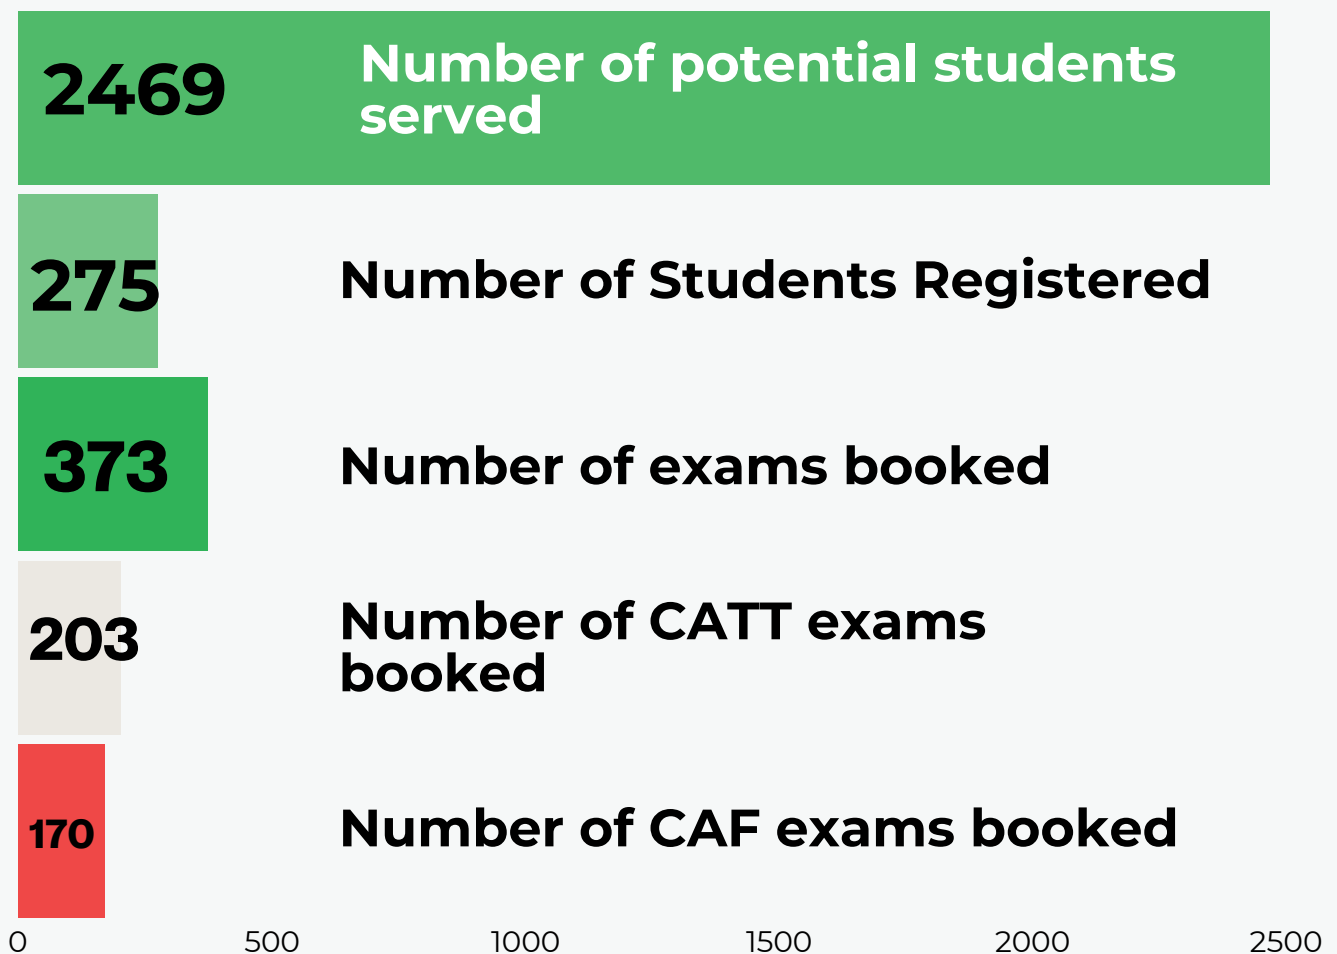 2469
Number of potential students
served
275
Number of Students Registered
373
Number of exams booked
203
Number of CATT exams
booked
170
Number of CAF exams booked
0 500 1000 1500 2000 2500